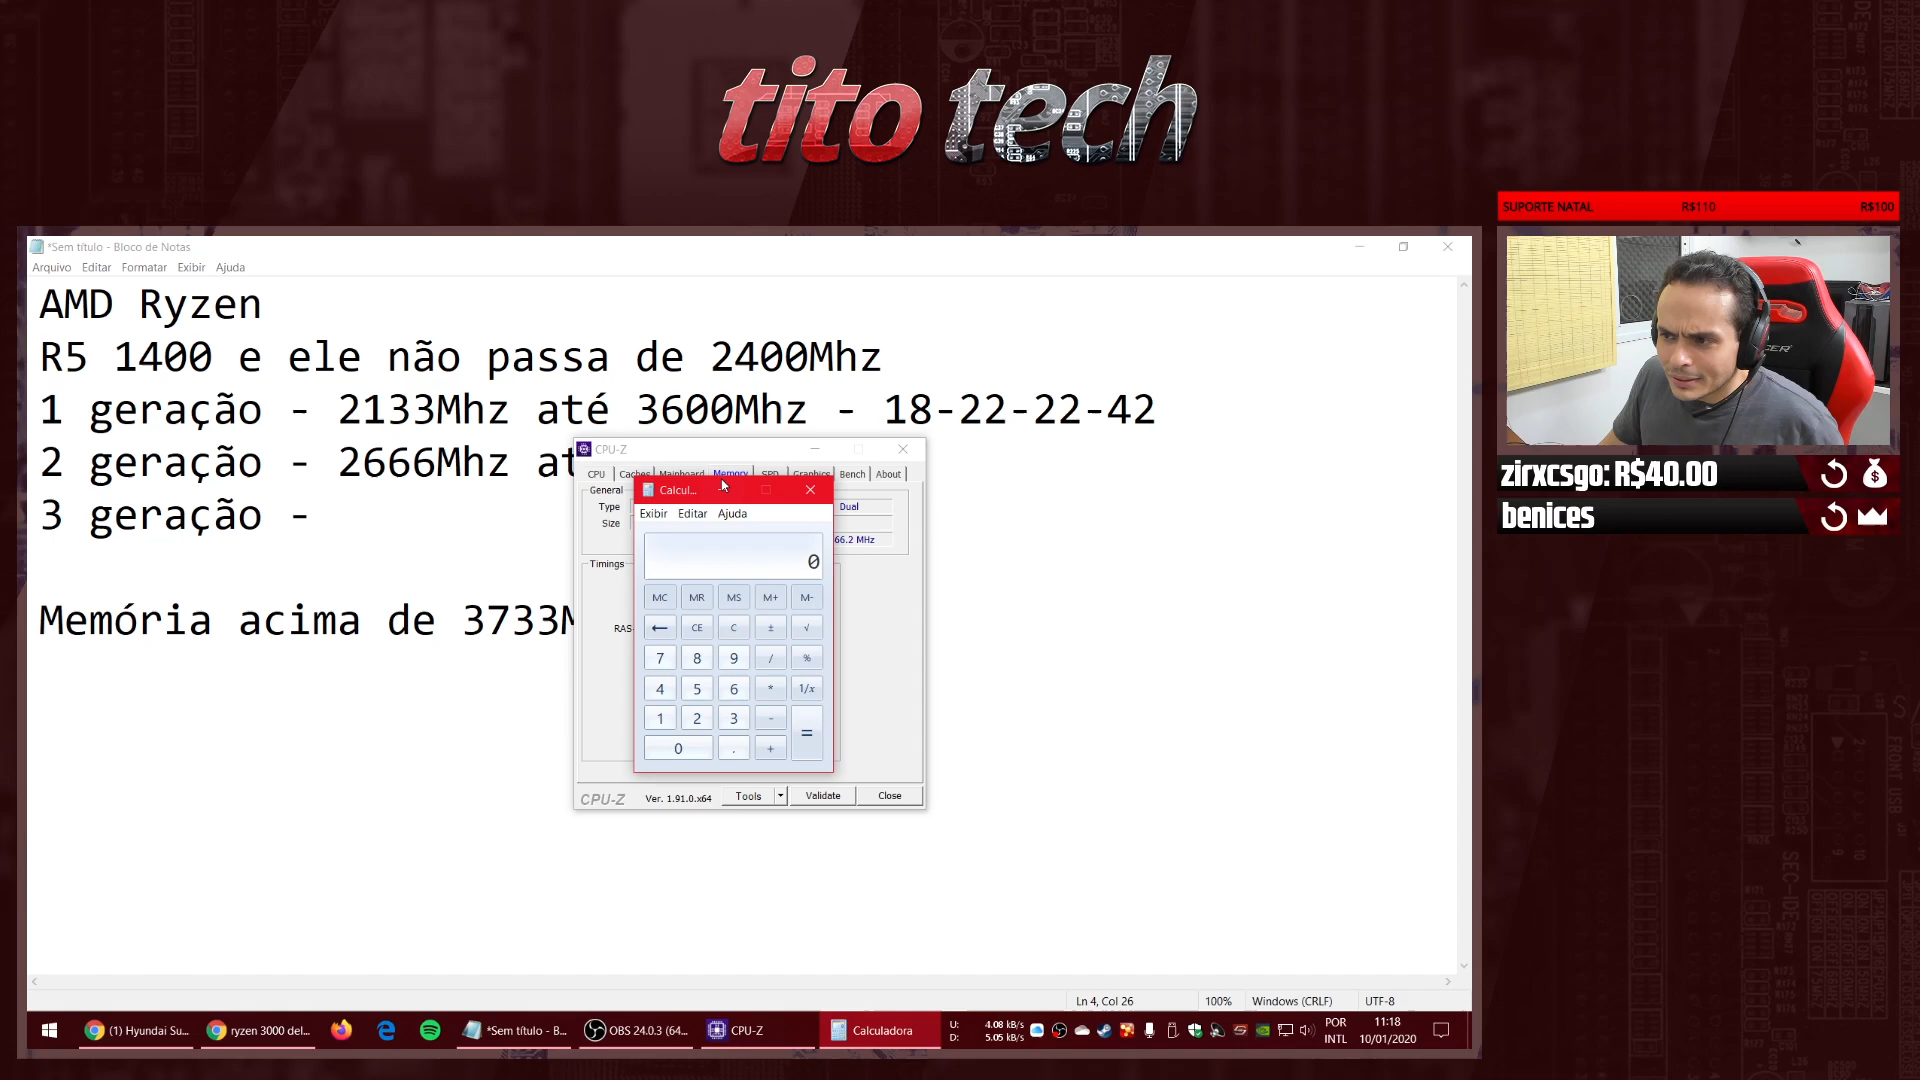 tito tech
SUPORTE NATAL R$110 R$100
*Sem título - Bloco de Notas
Arquivo Editar Formatar Exibir Ajuda
AMD Ryzen
R5 1400 e ele não passa de 2400Mhz
1 geração - 2133Mhz até 3600Mhz - 18-22-22-42
2 geração - 2666Mhz
3 geração -
Memória acima de 3733
CPU-Z
CPU Caches Mainboard Memory SPD Graphics Bench About
General
Type Dual
Size
66.2 MHz
Timings
RAS
Calcul...
Exibir Editar Ajuda
0
MC MR MS M+ M-
← CE C ± √
7 8 9 / %
4 5 6 * 1/x
1 2 3 - =
0 . +
CPU-Z Ver. 1.91.0.x64 Tools Validate Close
zirxcsgo: R$40.00
benices
Ln 4, Col 26 100% Windows (CRLF) UTF-8
(1) Hyundai Su... ryzen 3000 del... *Sem título - B... OBS 24.0.3 (64... CPU-Z Calculadora
U: 4.08 kB/s
D: 5.05 kB/s
POR
INTL
11:18
10/01/2020